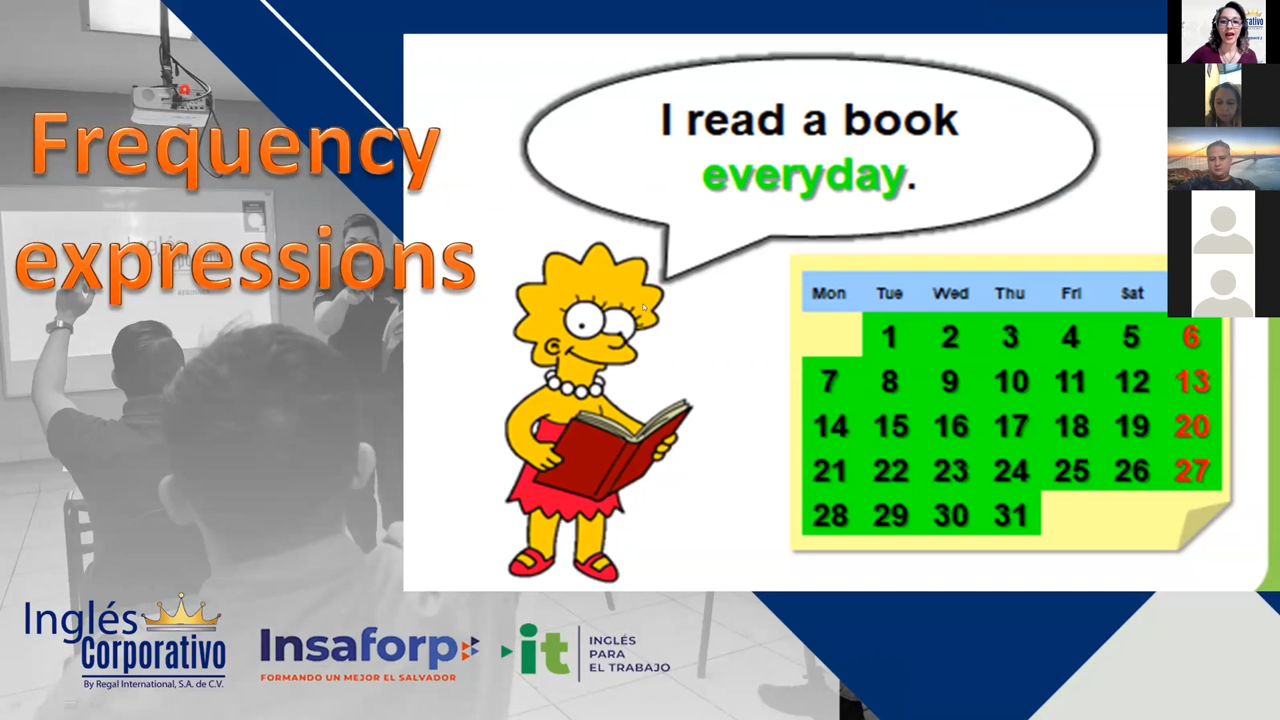 Frequency
expressions
I read a book
everyday.
Mon Tue Wed Thu Fri Sat
1 2 3 4 5 6
7 8 9 10 11 12 13
14 15 16 17 18 19 20
21 22 23 24 25 26 27
28 29 30 31
Inglés
Corporativo
By Regal International, S.A. de C.V.
Insaforp
FORMANDO UN MEJOR EL SALVADOR
it
INGLÉS
PARA
EL TRABAJO